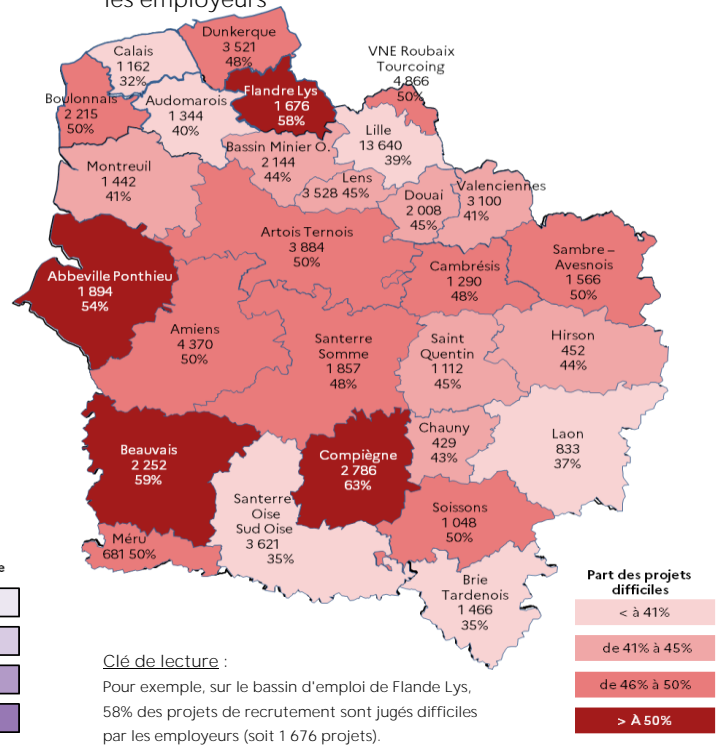 les employeurs
Dunkerque
3 521
48%
Calais
1 162
32%
VNE Roubaix
Tourcoing
4 866
50%
Flandre Lys
1 676
58%
Boulonnais
2 215
50%
Audomarois
1 344
40%
Lille
13 640
39%
Bassin Minier O.
2 144
44%
Montreuil
1 442
41%
Lens
3 528 45%
Douai
2 008
45%
Valenciennes
3 100
41%
Artois Ternois
3 884
50%
Sambre –
Avesnois
1 566
50%
Cambrésis
1 290
48%
Abbeville Ponthieu
1 894
54%
Amiens
4 370
50%
Santerre
Somme
1 857
48%
Saint
Quentin
1 112
45%
Hirson
452
44%
Chauny
429
43%
Laon
833
37%
Beauvais
2 252
59%
Compiègne
2 786
63%
Santerre
Oise
Sud Oise
3 621
35%
Soissons
1 048
50%
Méru
681 50%
Brie
Tardenois
1 466
35%
e
Part des projets
difficiles
< à 41%
de 41% à 45%
de 46% à 50%
> À 50%
Clé de lecture :
Pour exemple, sur le bassin d'emploi de Flande Lys,
58% des projets de recrutement sont jugés difficiles
par les employeurs (soit 1 676 projets).